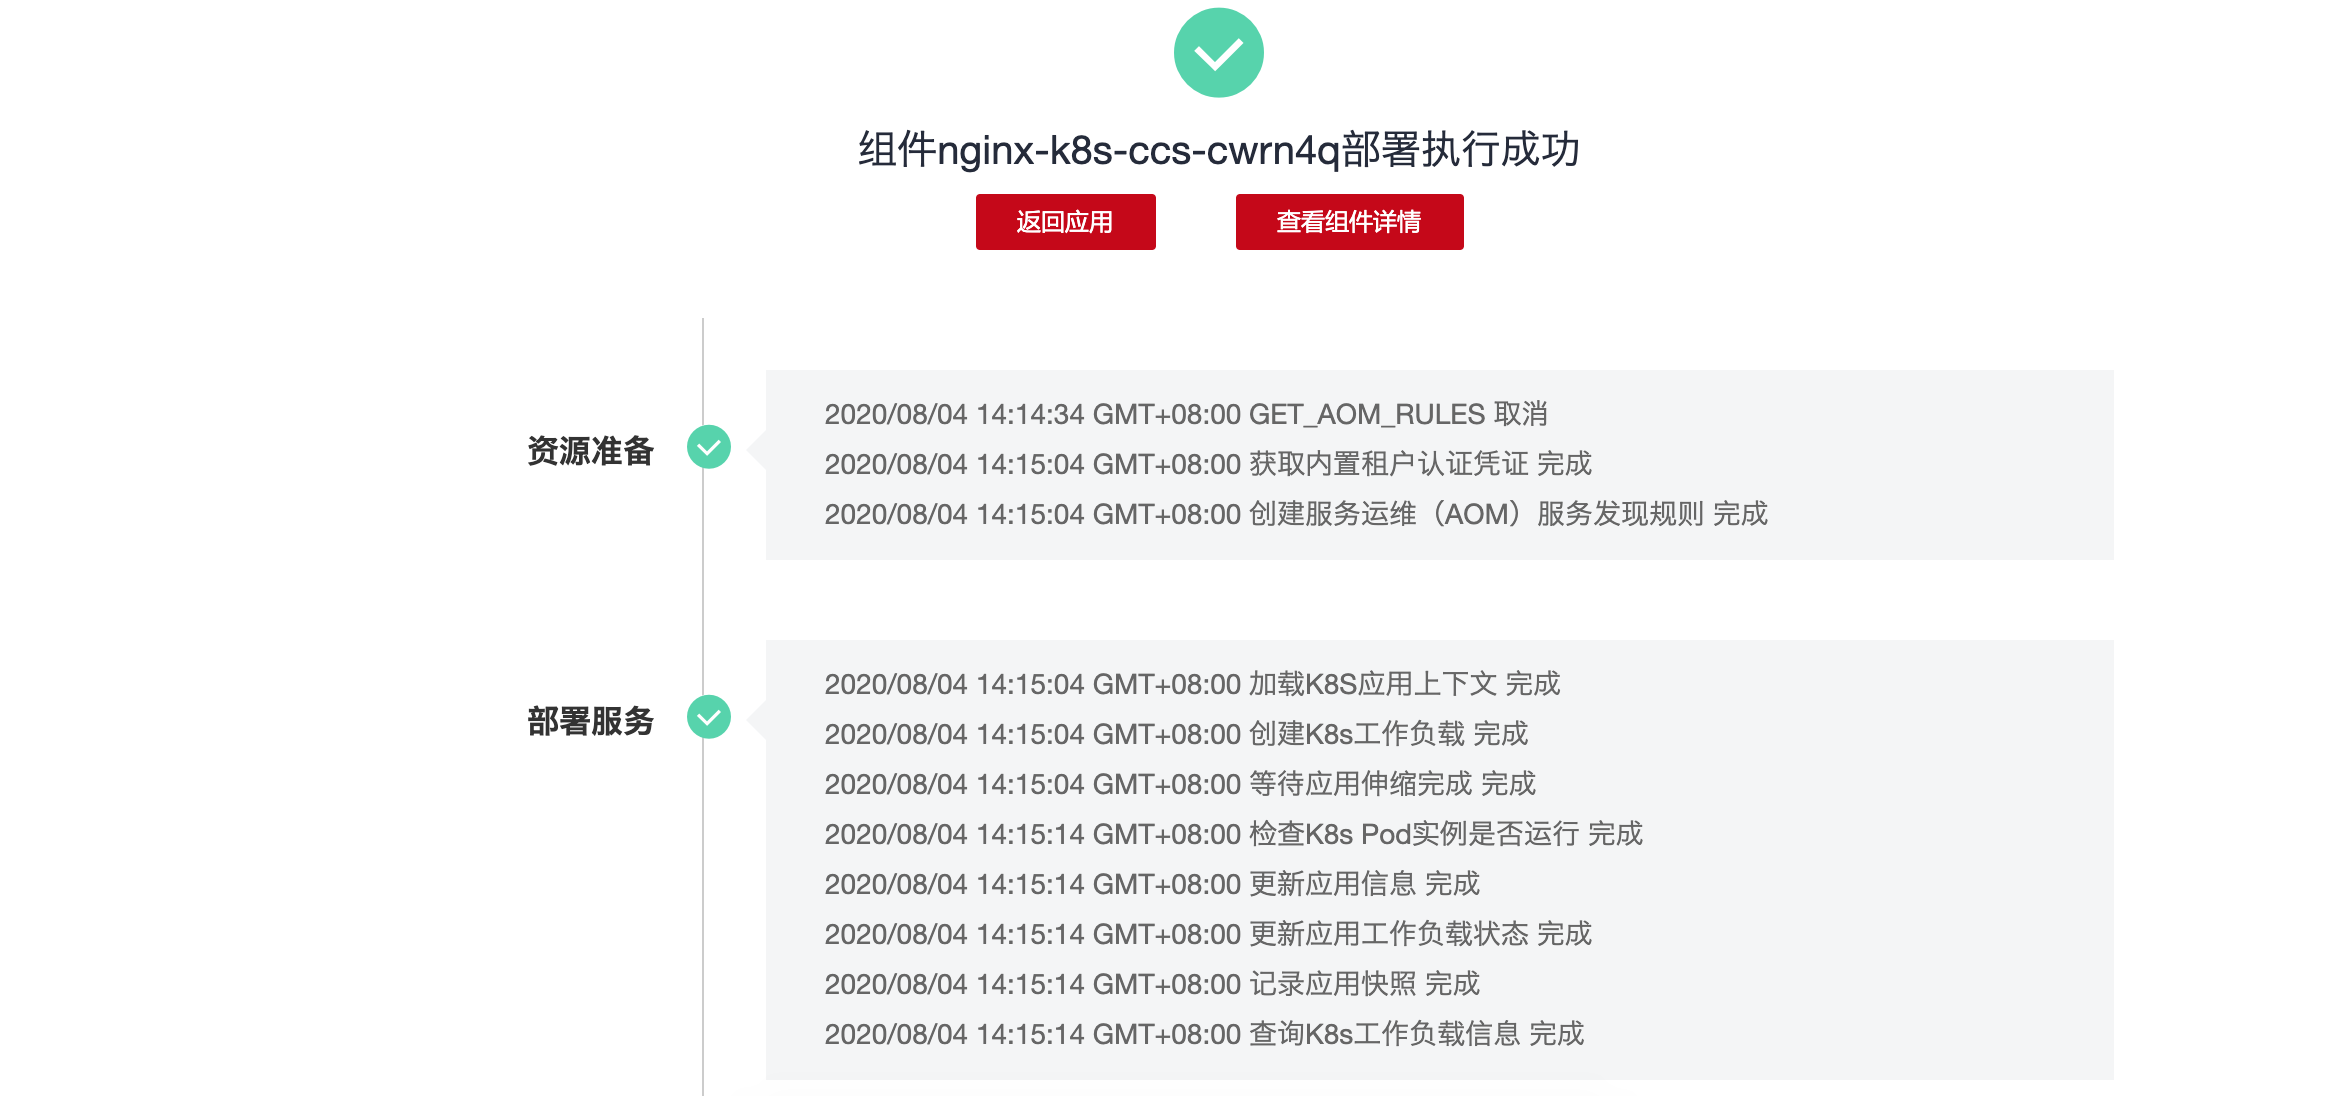 组件nginx-k8s-ccs-cwrn4q部署执行成功
返回应用 查看组件详情
资源准备
2020/08/04 14:14:34 GMT+08:00 GET_AOM_RULES 取消
2020/08/04 14:15:04 GMT+08:00 获取内置租户认证凭证 完成
2020/08/04 14:15:04 GMT+08:00 创建服务运维（AOM）服务发现规则 完成
部署服务
2020/08/04 14:15:04 GMT+08:00 加载K8S应用上下文 完成
2020/08/04 14:15:04 GMT+08:00 创建K8s工作负载 完成
2020/08/04 14:15:04 GMT+08:00 等待应用伸缩完成 完成
2020/08/04 14:15:14 GMT+08:00 检查K8s Pod实例是否运行 完成
2020/08/04 14:15:14 GMT+08:00 更新应用信息 完成
2020/08/04 14:15:14 GMT+08:00 更新应用工作负载状态 完成
2020/08/04 14:15:14 GMT+08:00 记录应用快照 完成
2020/08/04 14:15:14 GMT+08:00 查询K8s工作负载信息 完成